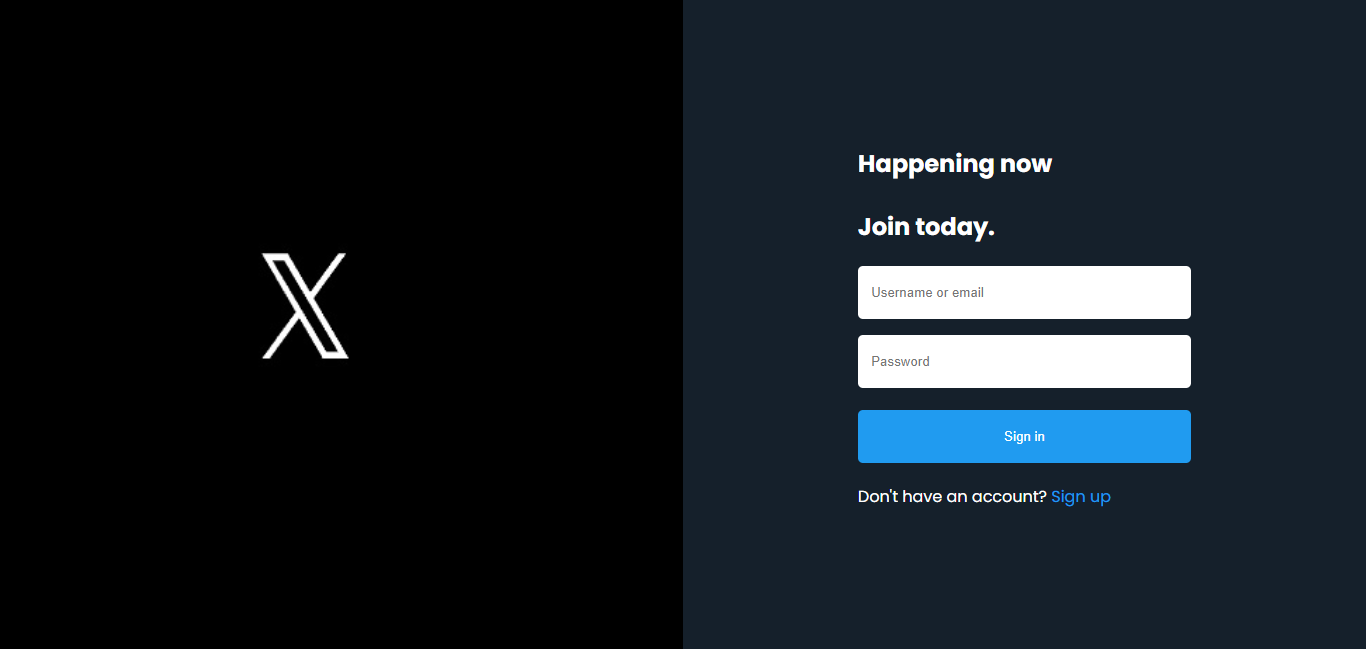 X
Happening now
Join today.
Username or email
Password
Sign in
Don't have an account? Sign up